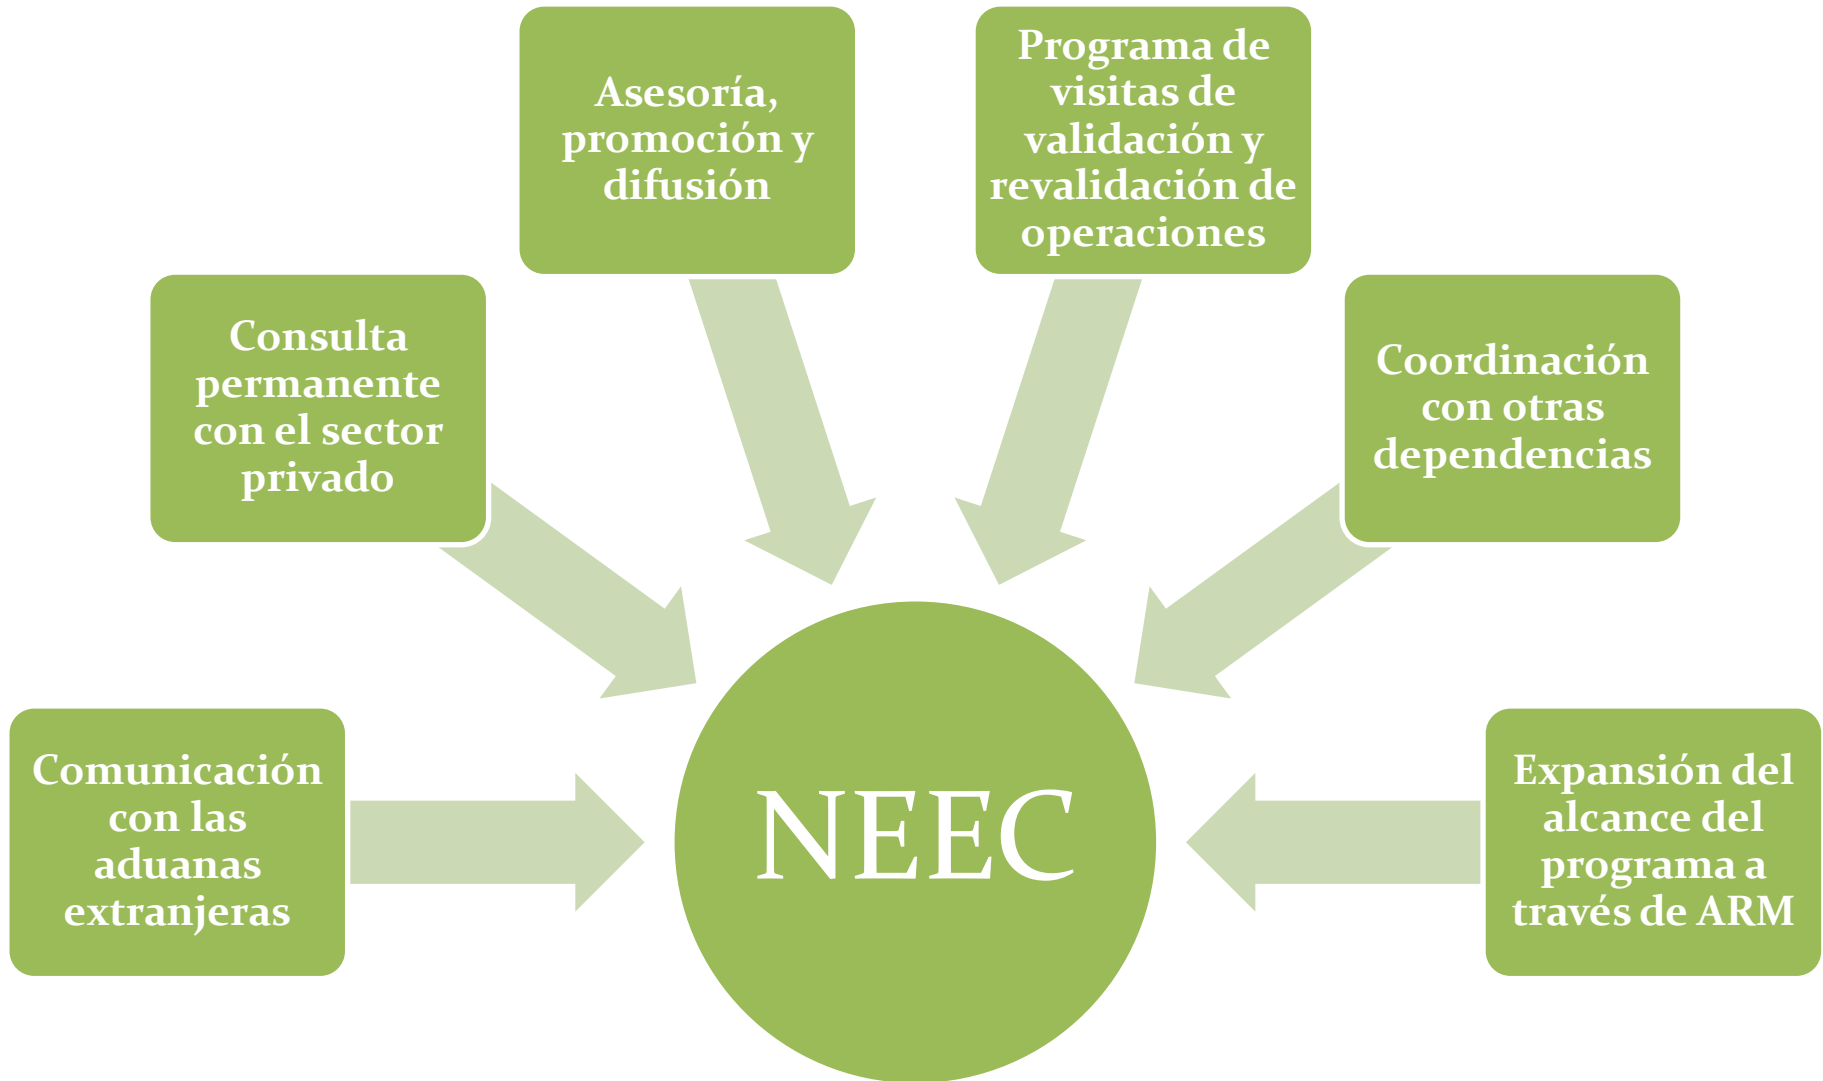 Asesoría,
promoción y
difusión
Programa de
visitas de
validación y
revalidación de
operaciones
Consulta
permanente
con el sector
privado
Coordinación
con otras
dependencias
Comunicación
con las
aduanas
extranjeras
NEEC
Expansión del
alcance del
programa a
través de ARM